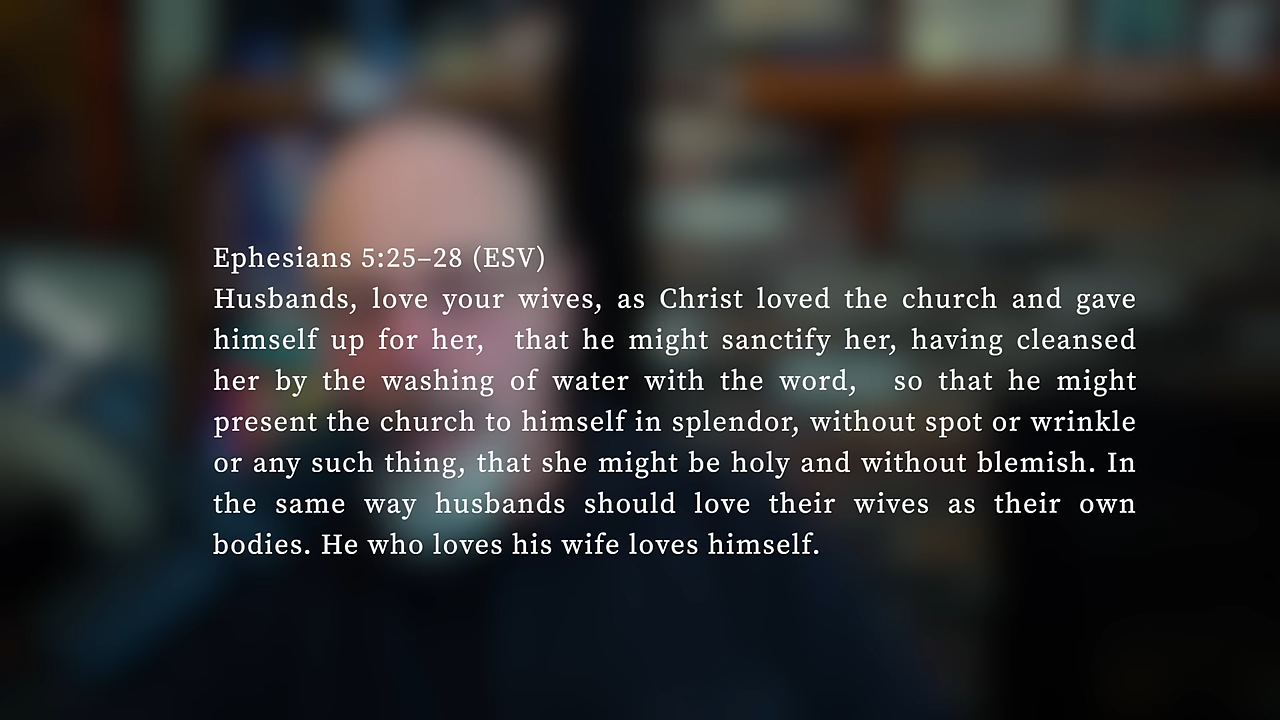 Ephesians 5:25–28 (ESV)
Husbands, love your wives, as Christ loved the church and gave
himself up for her, that he might sanctify her, having cleansed
her by the washing of water with the word, so that he might
present the church to himself in splendor, without spot or wrinkle
or any such thing, that she might be holy and without blemish. In
the same way husbands should love their wives as their own
bodies. He who loves his wife loves himself.